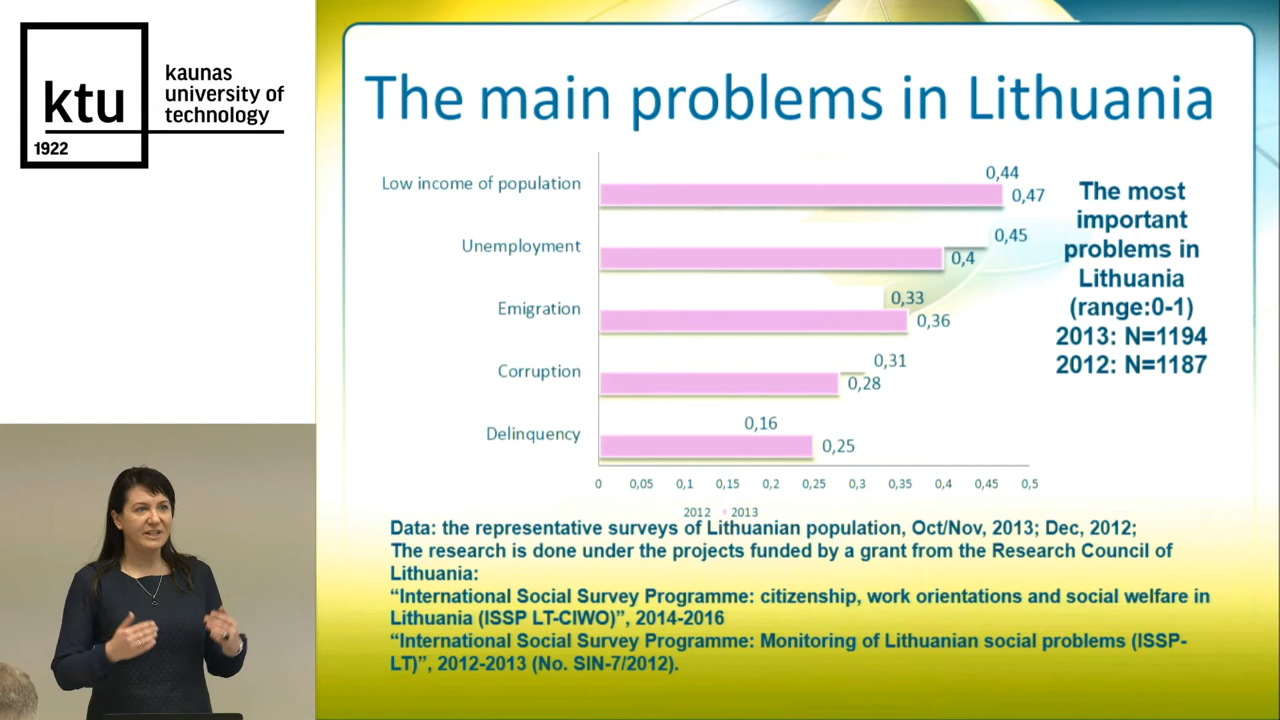 ktu
1922
kaunas
university of
technology
The main problems in Lithuania
Low income of population
0,44
0,47
Unemployment
0,45
0,4
Emigration
0,33
0,36
Corruption
0,31
0,28
Delinquency
0,16
0,25
0 0,05 0,1 0,15 0,2 0,25 0,3 0,35 0,4 0,45 0,5
2012 2013
The most
important
problems in
Lithuania
(range:0-1)
2013: N=1194
2012: N=1187
Data: the representative surveys of Lithuanian population, Oct/Nov, 2013; Dec, 2012;
The research is done under the projects funded by a grant from the Research Council of
Lithuania:
“International Social Survey Programme: citizenship, work orientations and social welfare in
Lithuania (ISSP LT-CIWO)”, 2014-2016
“International Social Survey Programme: Monitoring of Lithuanian social problems (ISSP-
LT)”, 2012-2013 (No. SIN-7/2012).